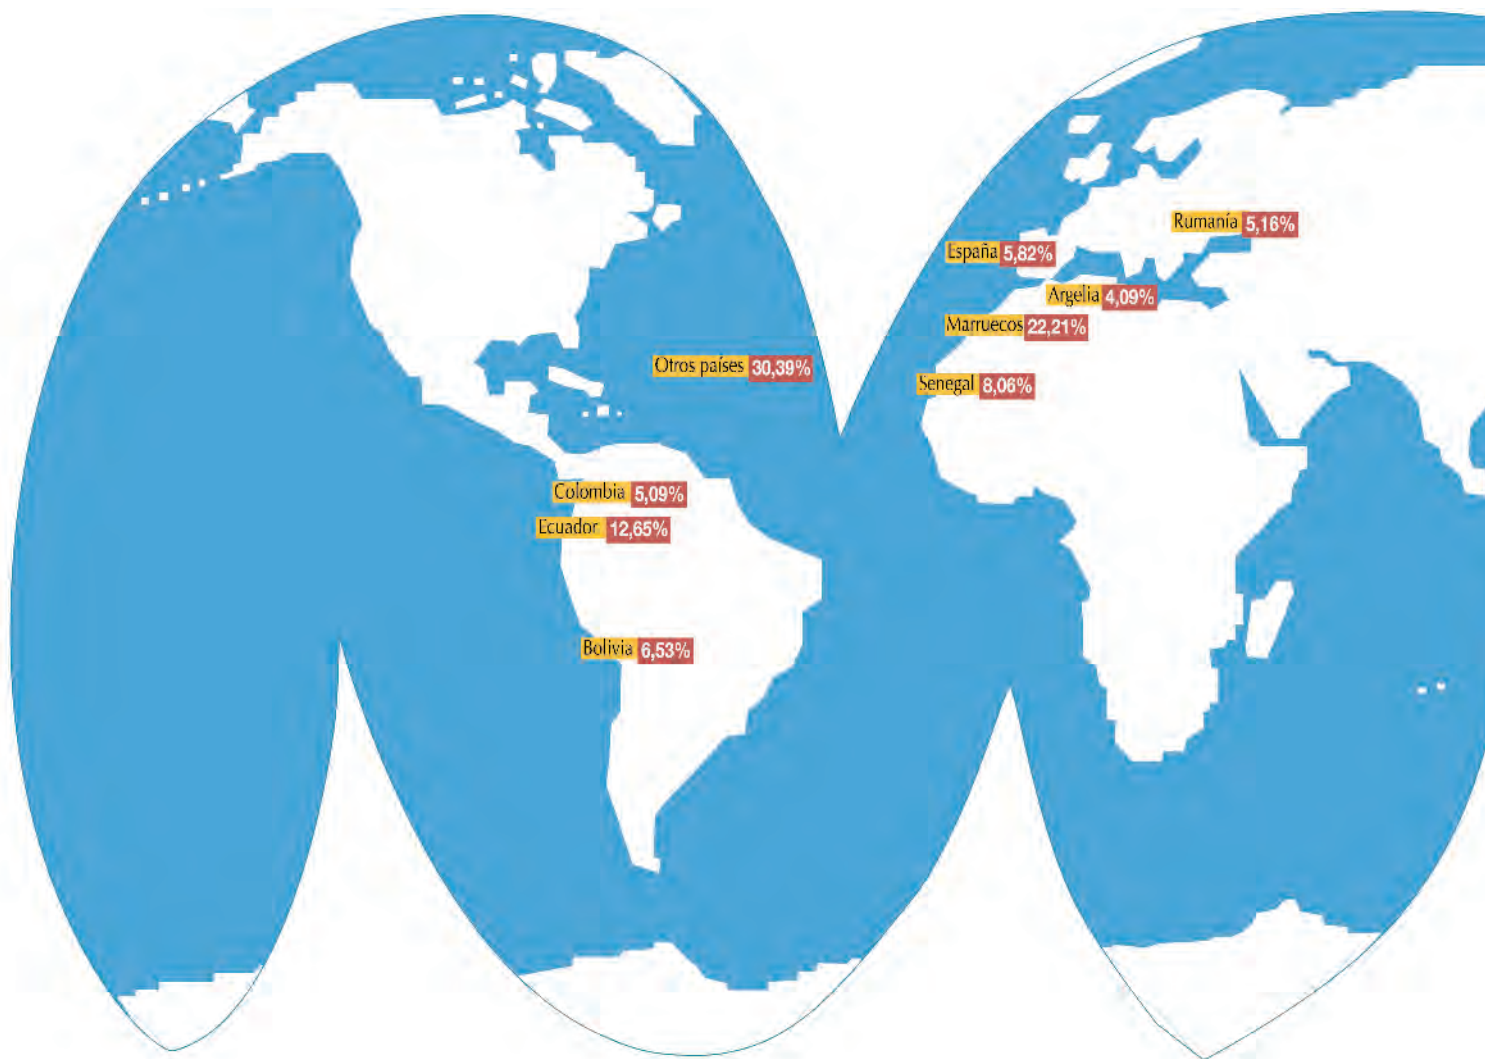 Rumanía 5,16%
España 5,82%
Argelia 4,09%
Marruecos 22,21%
Otros países 30,39%
Senegal 8,06%
Colombia 5,09%
Ecuador 12,65%
Bolivia 6,53%